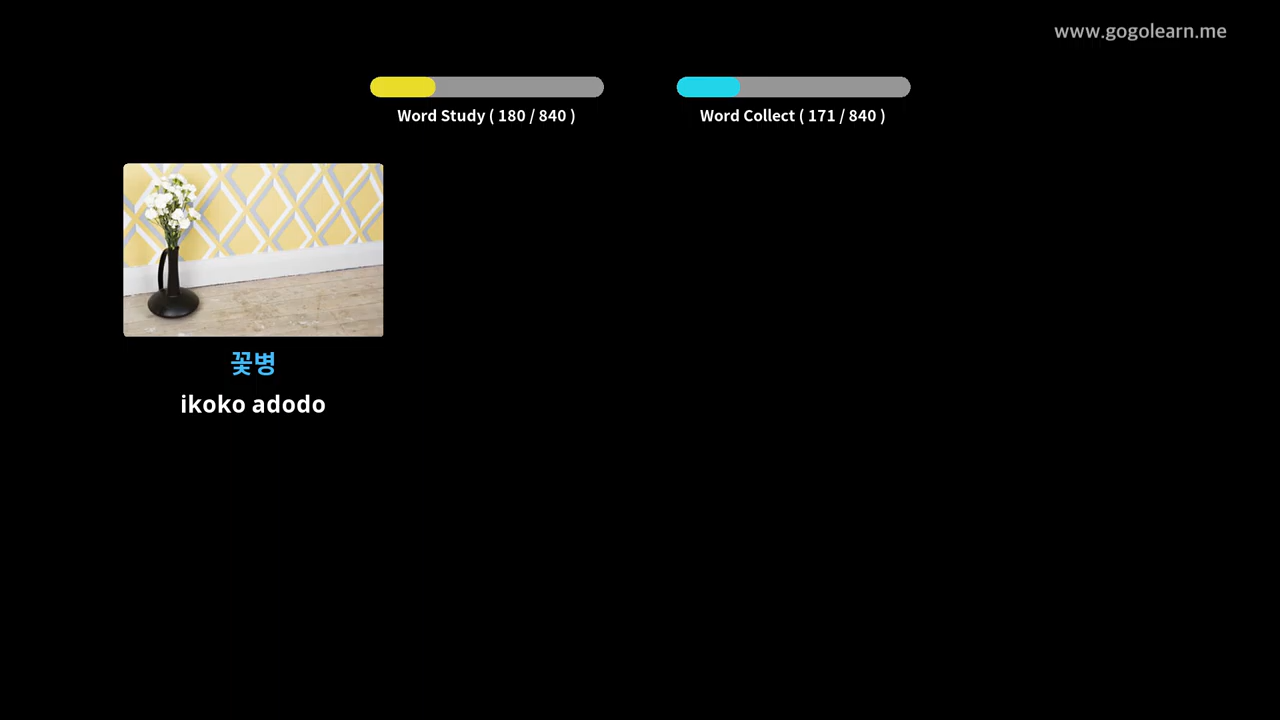 www.gogolearn.me
Word Study ( 180 / 840 )
Word Collect ( 171 / 840 )
꽃병
ikoko adodo